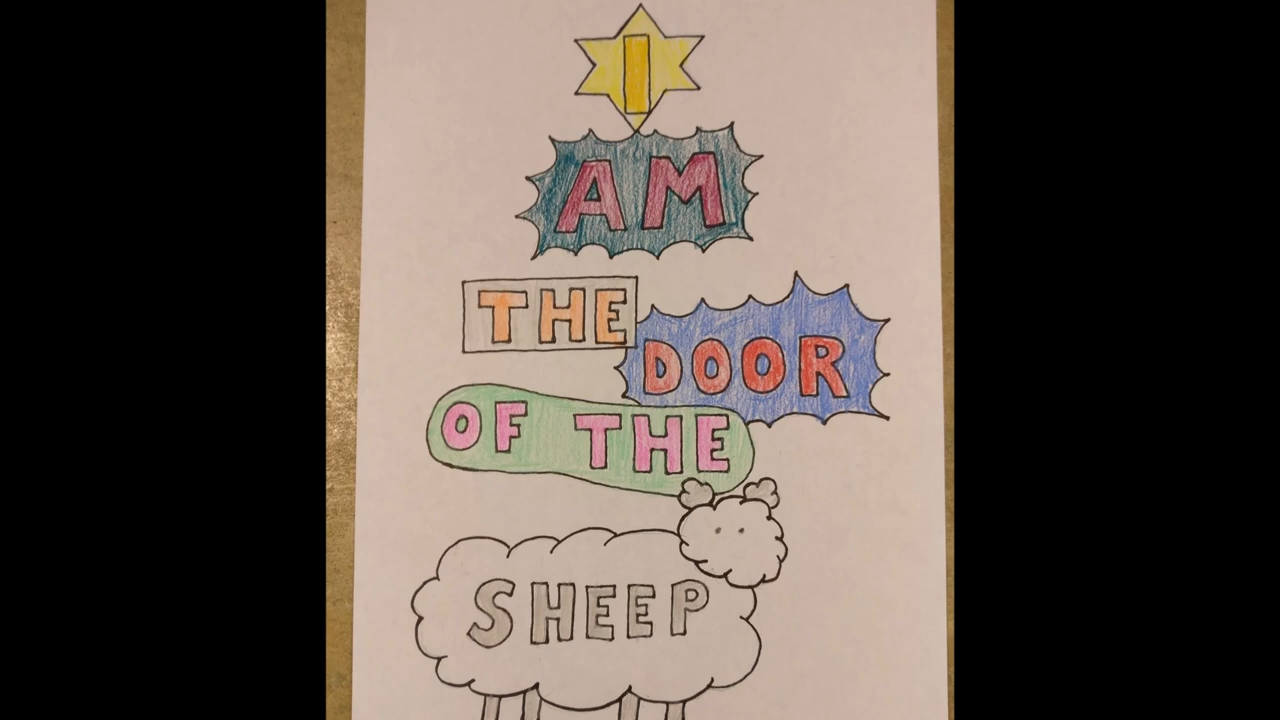 I
AM
THE DOOR
OF THE
SHEEP